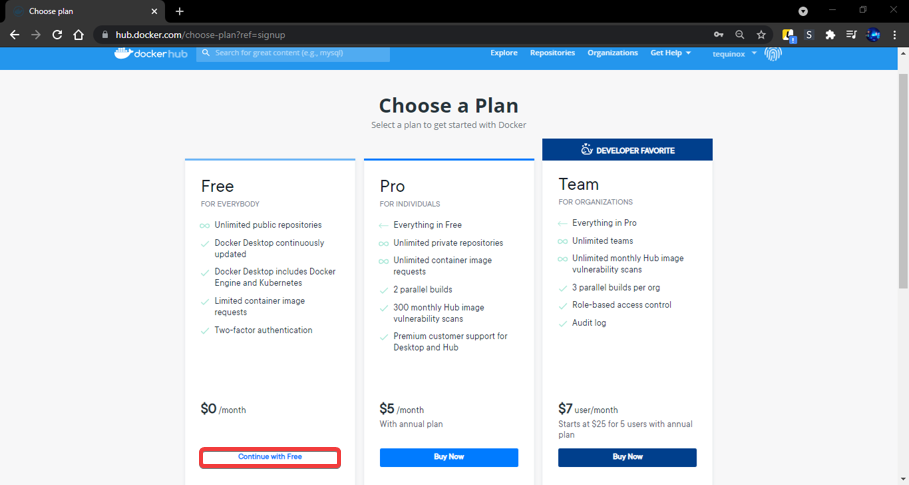 Choose plan
hub.docker.com/choose-plan?ref=signup
dockerhub
Search for great content (e.g., mysql)
Explore
Repositories
Organizations
Get Help
tequinox
Choose a Plan
Select a plan to get started with Docker
Free
FOR EVERYBODY
Unlimited public repositories
Docker Desktop continuously
updated
Docker Desktop includes Docker
Engine and Kubernetes
Limited container image
requests
Two-factor authentication
$0 /month
Continue with Free
Pro
FOR INDIVIDUALS
Everything in Free
Unlimited private repositories
Unlimited container image
requests
2 parallel builds
300 monthly Hub image
vulnerability scans
Premium customer support for
Desktop and Hub
$5 /month
With annual plan
Buy Now
DEVELOPER FAVORITE
Team
FOR ORGANIZATIONS
Everything in Pro
Unlimited teams
Unlimited monthly Hub image
vulnerability scans
3 parallel builds per org
Role-based access control
Audit log
$7 user/month
Starts at $25 for 5 users with annual
plan
Buy Now